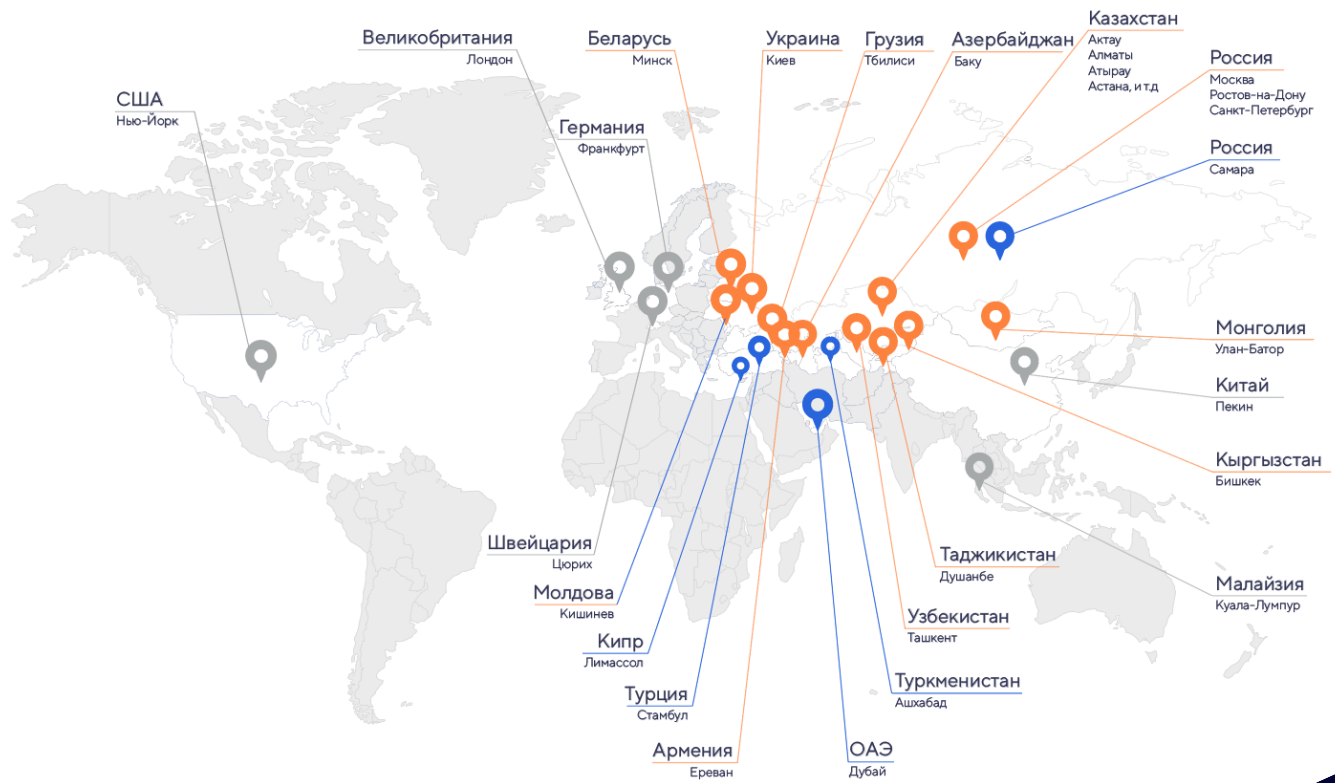 Великобритания
Лондон
Беларусь
Минск
Украина
Киев
Грузия
Тбилиси
Азербайджан
Баку
Казахстан
Актау
Алматы
Атырау
Астана, и т.д
Россия
Москва
Ростов-на-Дону
Санкт-Петербург
США
Нью-Йорк
Германия
Франкфурт
Россия
Самара
Монголия
Улан-Батор
Китай
Пекин
Кыргызстан
Бишкек
Швейцария
Цюрих
Таджикистан
Душанбе
Молдова
Кишинев
Малайзия
Куала-Лумпур
Узбекистан
Ташкент
Кипр
Лимассол
Турция
Стамбул
Туркменистан
Ашхабад
Армения
Ереван
ОАЭ
Дубай